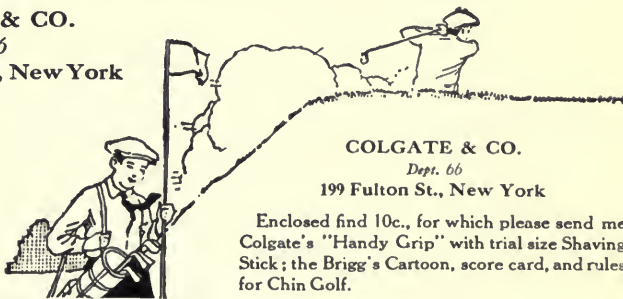 & CO.
6
, New York
COLGATE & CO.
Dept. 66
199 Fulton St., New York
Enclosed find 10c., for which please send me
Colgate's "Handy Grip" with trial size Shaving
Stick; the Brigg's Cartoon, score card, and rules
for Chin Golf.